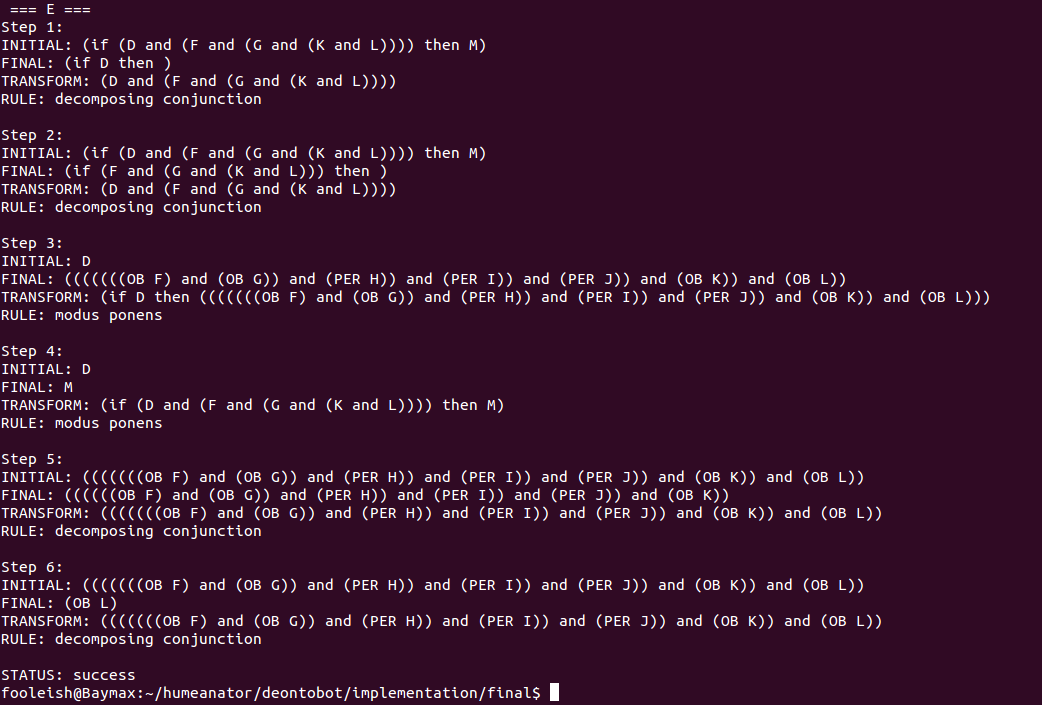 === E ===
Step 1:
INITIAL: (if (D and (F and (G and (K and L)))) then M)
FINAL: (if D then )
TRANSFORM: (D and (F and (G and (K and L))))
RULE: decomposing conjunction

Step 2:
INITIAL: (if (D and (F and (G and (K and L)))) then M)
FINAL: (if (F and (G and (K and L))) then )
TRANSFORM: (D and (F and (G and (K and L))))
RULE: decomposing conjunction

Step 3:
INITIAL: D
FINAL: (((((((OB F) and (OB G)) and (PER H)) and (PER I)) and (PER J)) and (OB K)) and (OB L))
TRANSFORM: (if D then (((((((OB F) and (OB G)) and (PER H)) and (PER I)) and (PER J)) and (OB K)) and (OB L)))
RULE: modus ponens

Step 4:
INITIAL: D
FINAL: M
TRANSFORM: (if (D and (F and (G and (K and L)))) then M)
RULE: modus ponens

Step 5:
INITIAL: (((((((OB F) and (OB G)) and (PER H)) and (PER I)) and (PER J)) and (OB K)) and (OB L))
FINAL: ((((((OB F) and (OB G)) and (PER H)) and (PER I)) and (PER J)) and (OB K))
TRANSFORM: (((((((OB F) and (OB G)) and (PER H)) and (PER I)) and (PER J)) and (OB K)) and (OB L))
RULE: decomposing conjunction

Step 6:
INITIAL: (((((((OB F) and (OB G)) and (PER H)) and (PER I)) and (PER J)) and (OB K)) and (OB L))
FINAL: (OB L)
TRANSFORM: (((((((OB F) and (OB G)) and (PER H)) and (PER I)) and (PER J)) and (OB K)) and (OB L))
RULE: decomposing conjunction

STATUS: success
fooleish@Baymax:~/humeanator/deontobot/implementation/final$